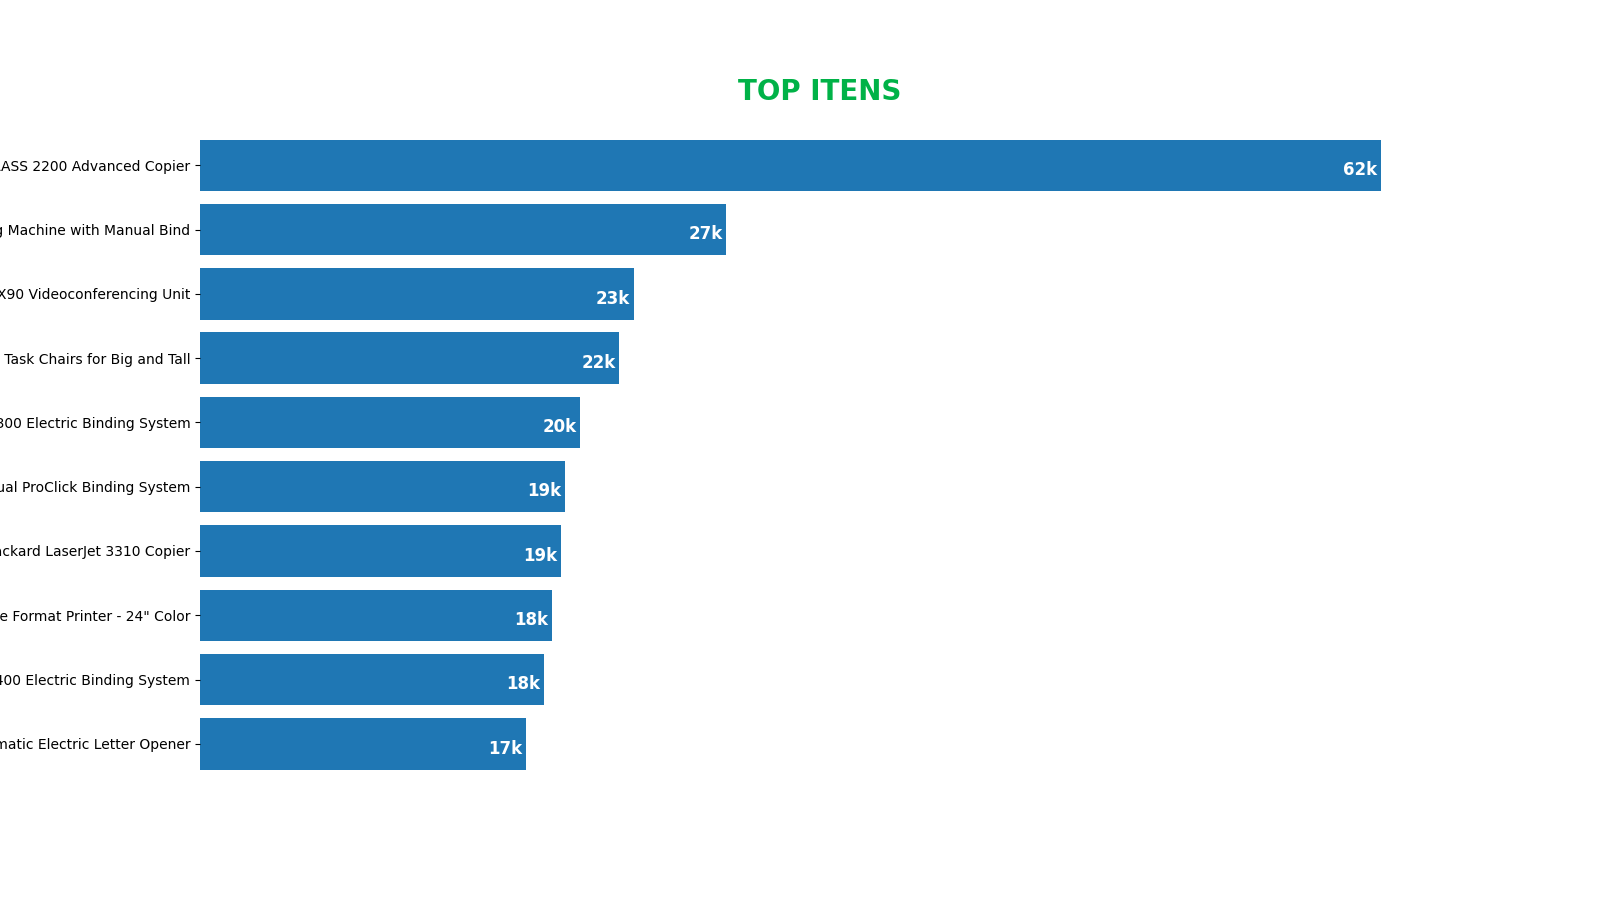 TOP ITENS
ASS 2200 Advanced Copier 62k
Machine with Manual Bind 27k
X90 Videoconferencing Unit 23k
Task Chairs for Big and Tall 22k
300 Electric Binding System 20k
ual ProClick Binding System 19k
ckard LaserJet 3310 Copier 19k
e Format Printer - 24" Color 18k
400 Electric Binding System 18k
matic Electric Letter Opener 17k